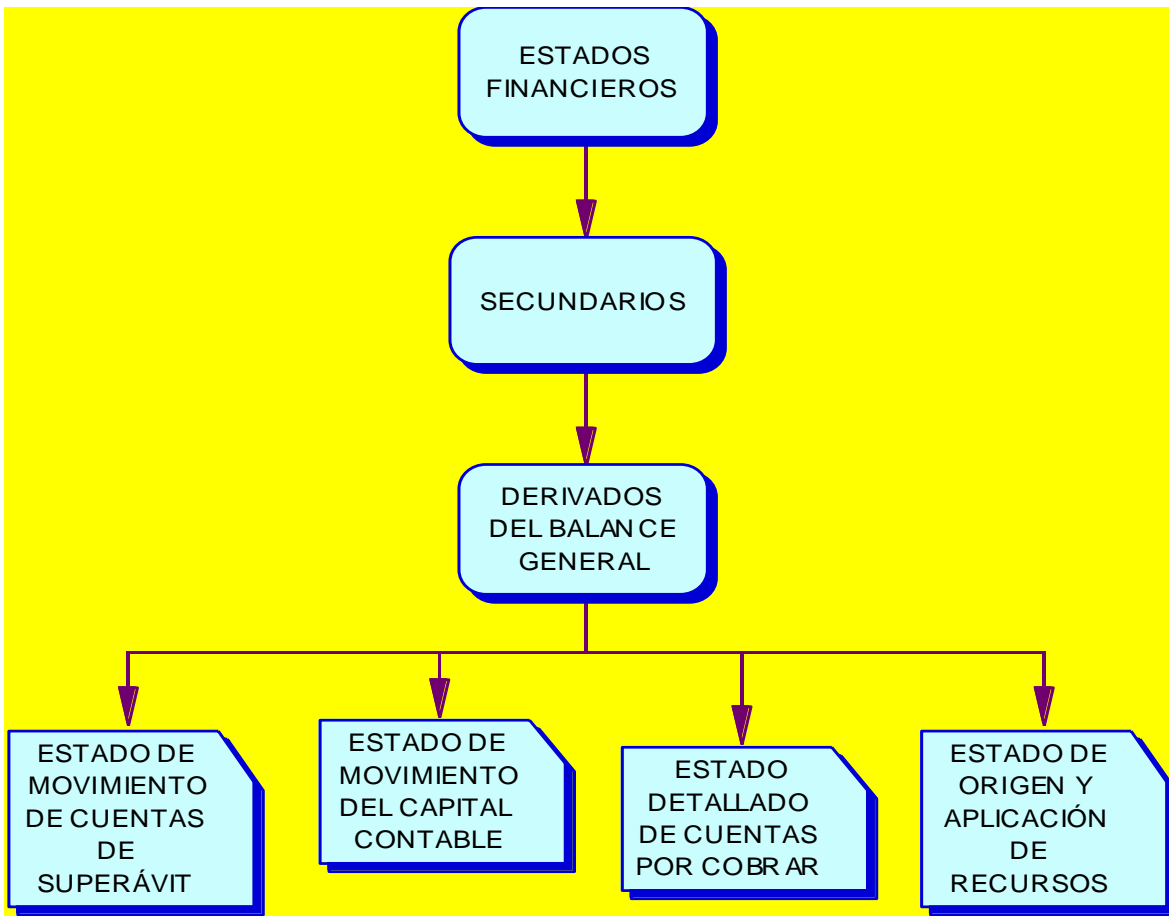 ESTADOS
FINANCIEROS
SECUNDARIOS
DERIVADOS
DEL BALANCE
GENERAL
ESTADO DE
MOVIMIENTO
DE CUENTAS
DE
SUPERÁVIT
ESTADO DE
MOVIMIENTO
DEL CAPITAL
CONTABLE
ESTADO
DETALLADO
DE CUENTAS
POR COBRAR
ESTADO DE
ORIGEN Y
APLICACIÓN
DE
RECURSOS